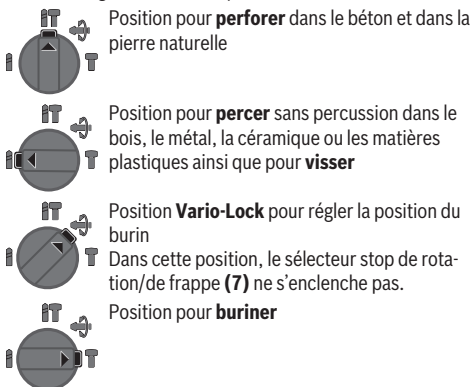 Position pour perforer dans le béton et dans la
pierre naturelle
Position pour percer sans percussion dans le
bois, le métal, la céramique ou les matières
plastiques ainsi que pour visser
Position Vario-Lock pour régler la position du
burin
Dans cette position, le sélecteur stop de rota-
tion/de frappe (7) ne s’enclenche pas.
Position pour buriner